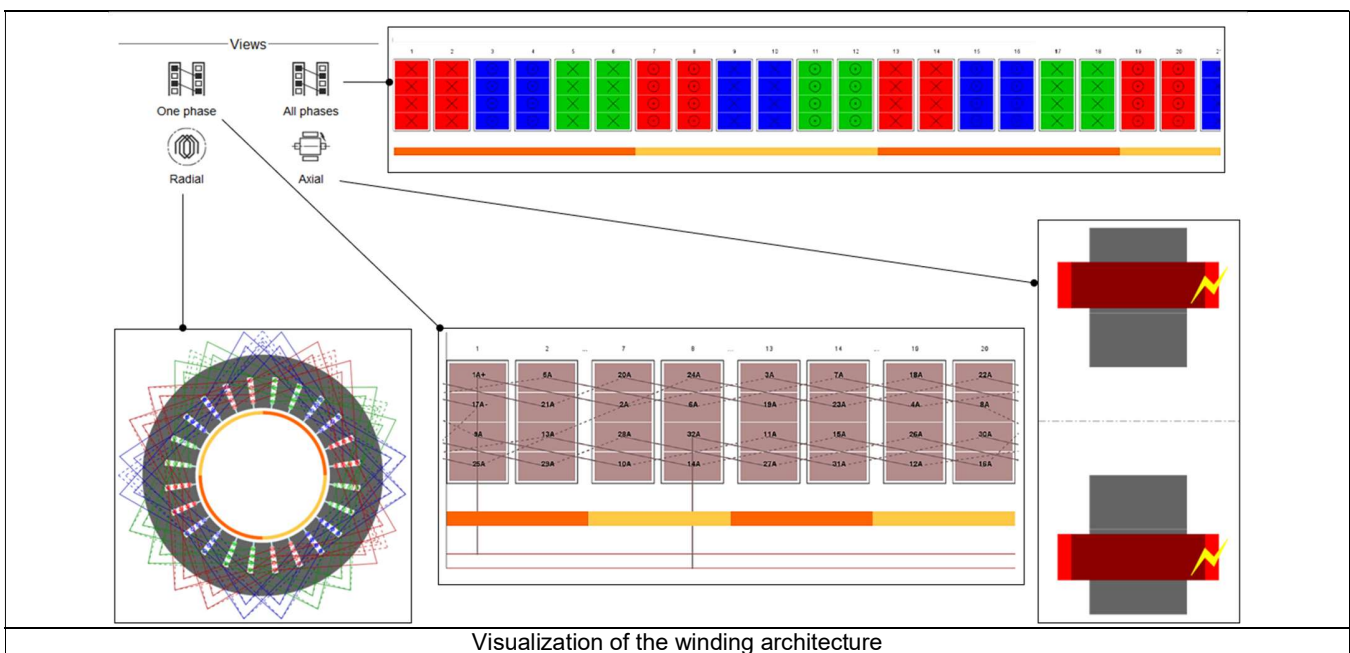 Views
1 2 3 4 5 6 7 8 9 10 11 12 13 14 15 16 17 18 19 20
One phase All phases
Radial Axial
1 2 ... 7 8 ... 13 14 ... 19 20
1A+ 5A 20A 24A 3A 7A 18A 22A
17A- 21A 2A 6A 19A 23A 4A 8A
9A 13A 28A 32A 11A 15A 26A 30A
25A 29A 10A 14A 27A 31A 12A 16A
Visualization of the winding architecture